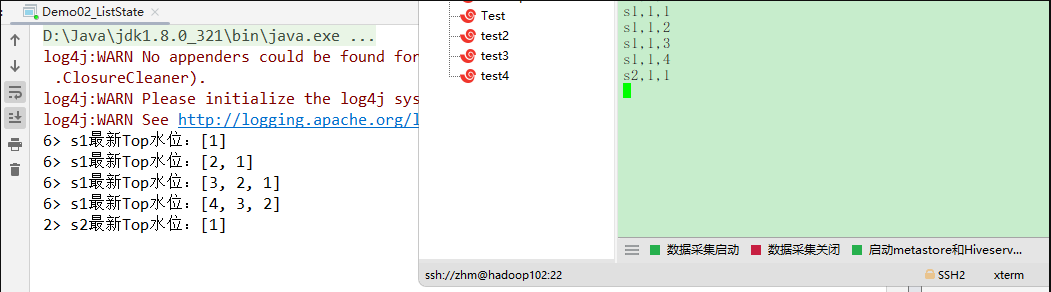 Demo02_ListState
D:\Java\jdk1.8.0_321\bin\java.exe ...
log4j:WARN No appenders could be found for
.ClosureCleaner).
log4j:WARN Please initialize the log4j sys
log4j:WARN See http://logging.apache.org/l
6> s1最新Top水位：[1]
6> s1最新Top水位：[2, 1]
6> s1最新Top水位：[3, 2, 1]
6> s1最新Top水位：[4, 3, 2]
2> s2最新Top水位：[1]
Test
test2
test3
test4
s1,1,1
s1,1,2
s1,1,3
s1,1,4
s2,1,1
数据采集启动 数据采集关闭 启动metastore和Hiveserv...
ssh://zhm@hadoop102:22 SSH2 xterm